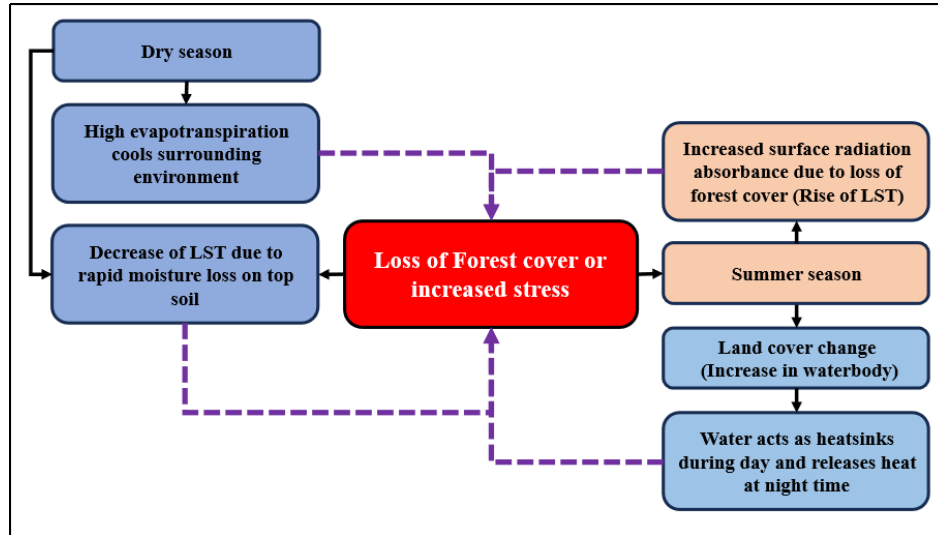 Dry season
High evapotranspiration
cools surrounding
environment
Decrease of LST due to
rapid moisture loss on top
soil
Loss of Forest cover or
increased stress
Increased surface radiation
absorbance due to loss of
forest cover (Rise of LST)
Summer season
Land cover change
(Increase in waterbody)
Water acts as heatsinks
during day and releases heat
at night time